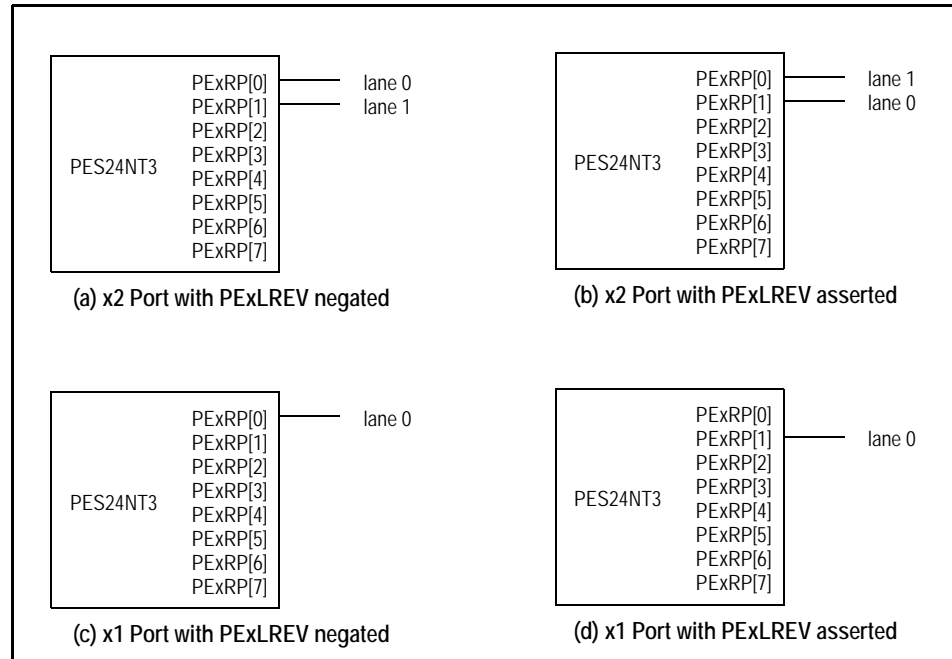 PES24NT3
PExRP[0]
PExRP[1]
PExRP[2]
PExRP[3]
PExRP[4]
PExRP[5]
PExRP[6]
PExRP[7]
lane 0
lane 1
(a) x2 Port with PExLREV negated
PES24NT3
PExRP[0]
PExRP[1]
PExRP[2]
PExRP[3]
PExRP[4]
PExRP[5]
PExRP[6]
PExRP[7]
lane 1
lane 0
(b) x2 Port with PExLREV asserted
PES24NT3
PExRP[0]
PExRP[1]
PExRP[2]
PExRP[3]
PExRP[4]
PExRP[5]
PExRP[6]
PExRP[7]
lane 0
(c) x1 Port with PExLREV negated
PES24NT3
PExRP[0]
PExRP[1]
PExRP[2]
PExRP[3]
PExRP[4]
PExRP[5]
PExRP[6]
PExRP[7]
lane 0
(d) x1 Port with PExLREV asserted